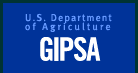 U.S. Department
of Agriculture
GIPSA